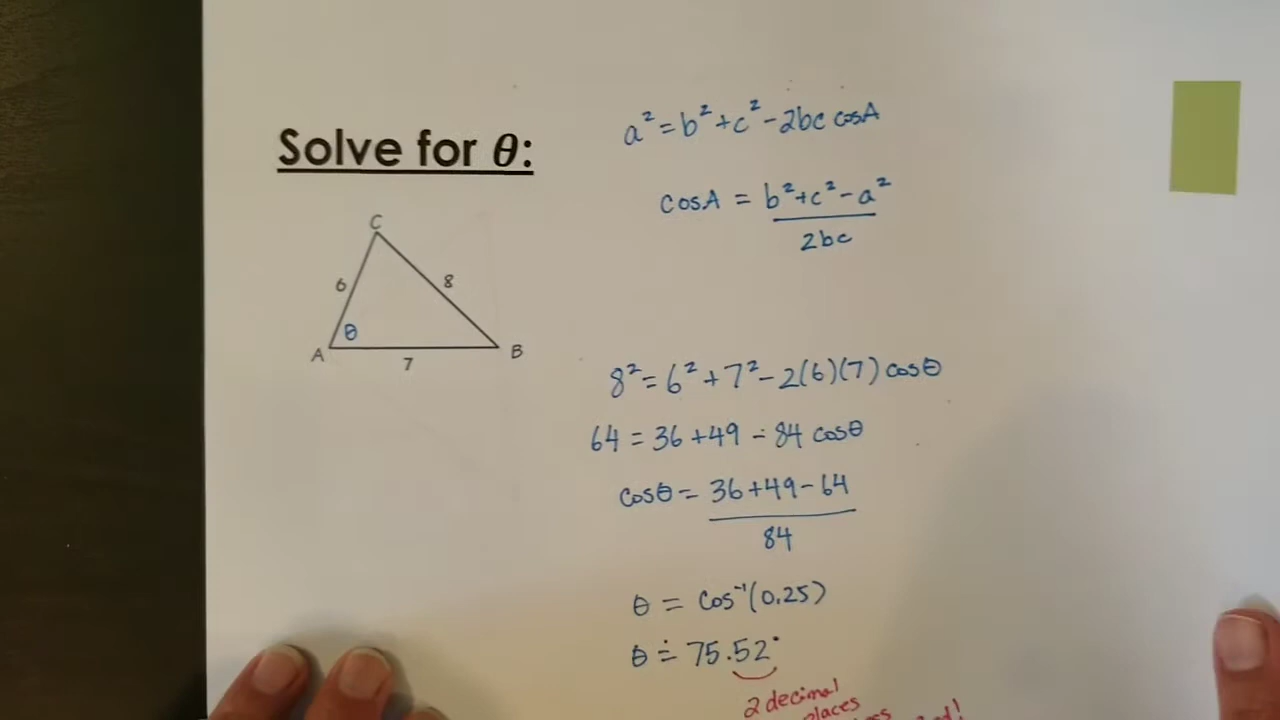 Solve for θ:
C
6
8
θ
A
7
B
a² = b² + c² - 2bc cosA
cosA = b² + c² - a²
2bc
8² = 6² + 7² - 2(6)(7) cosθ
64 = 36 + 49 - 84 cosθ
cosθ = 36 + 49 - 64
84
θ = cos⁻¹(0.25)
θ ≐ 75.52°
2 decimal
places